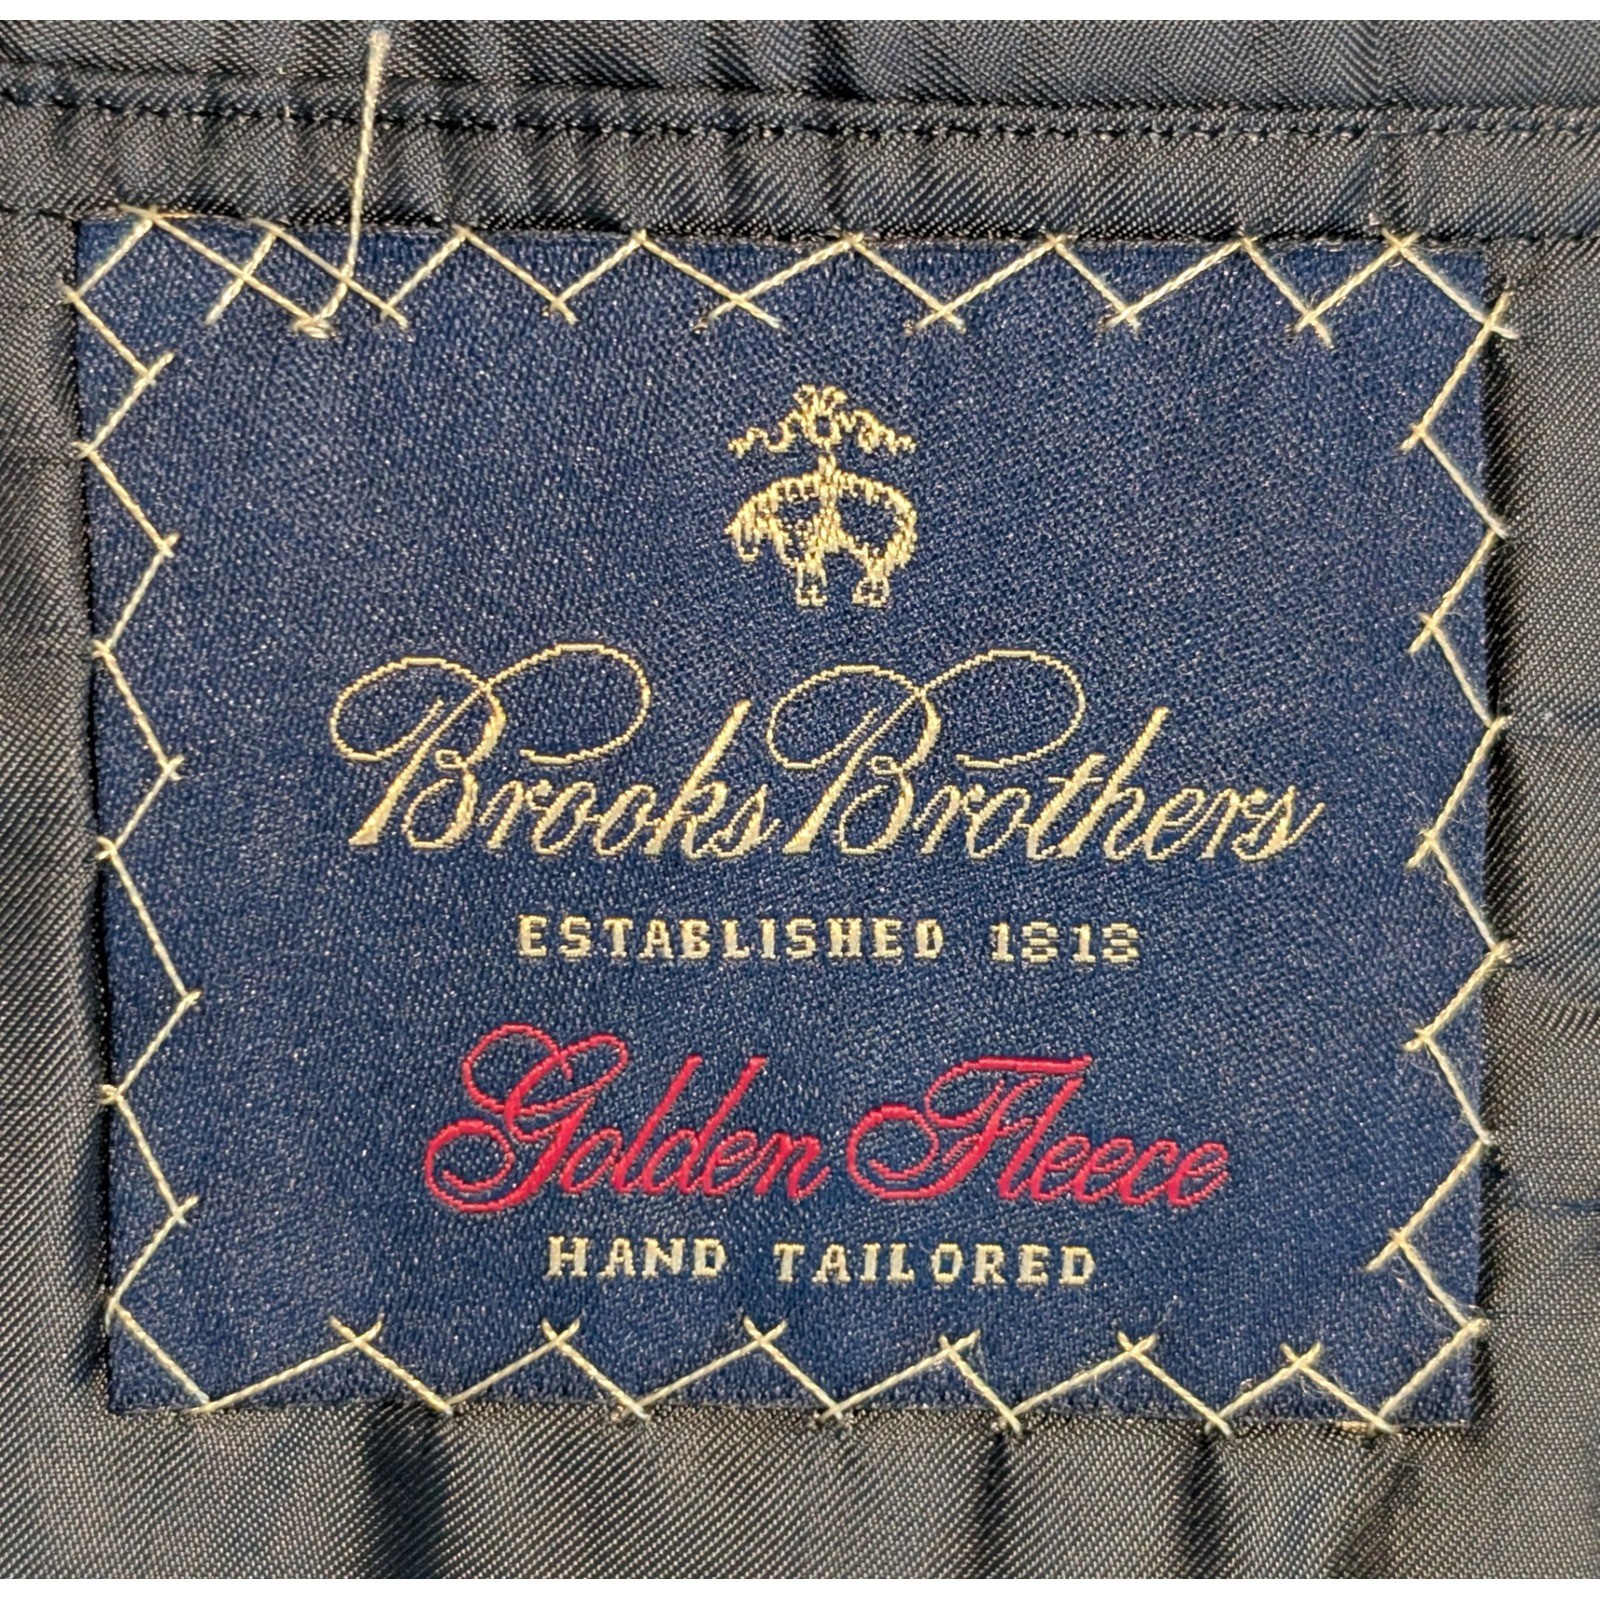 Brooks Brothers
ESTABLISHED 1818
Golden Fleece
HAND TAILORED